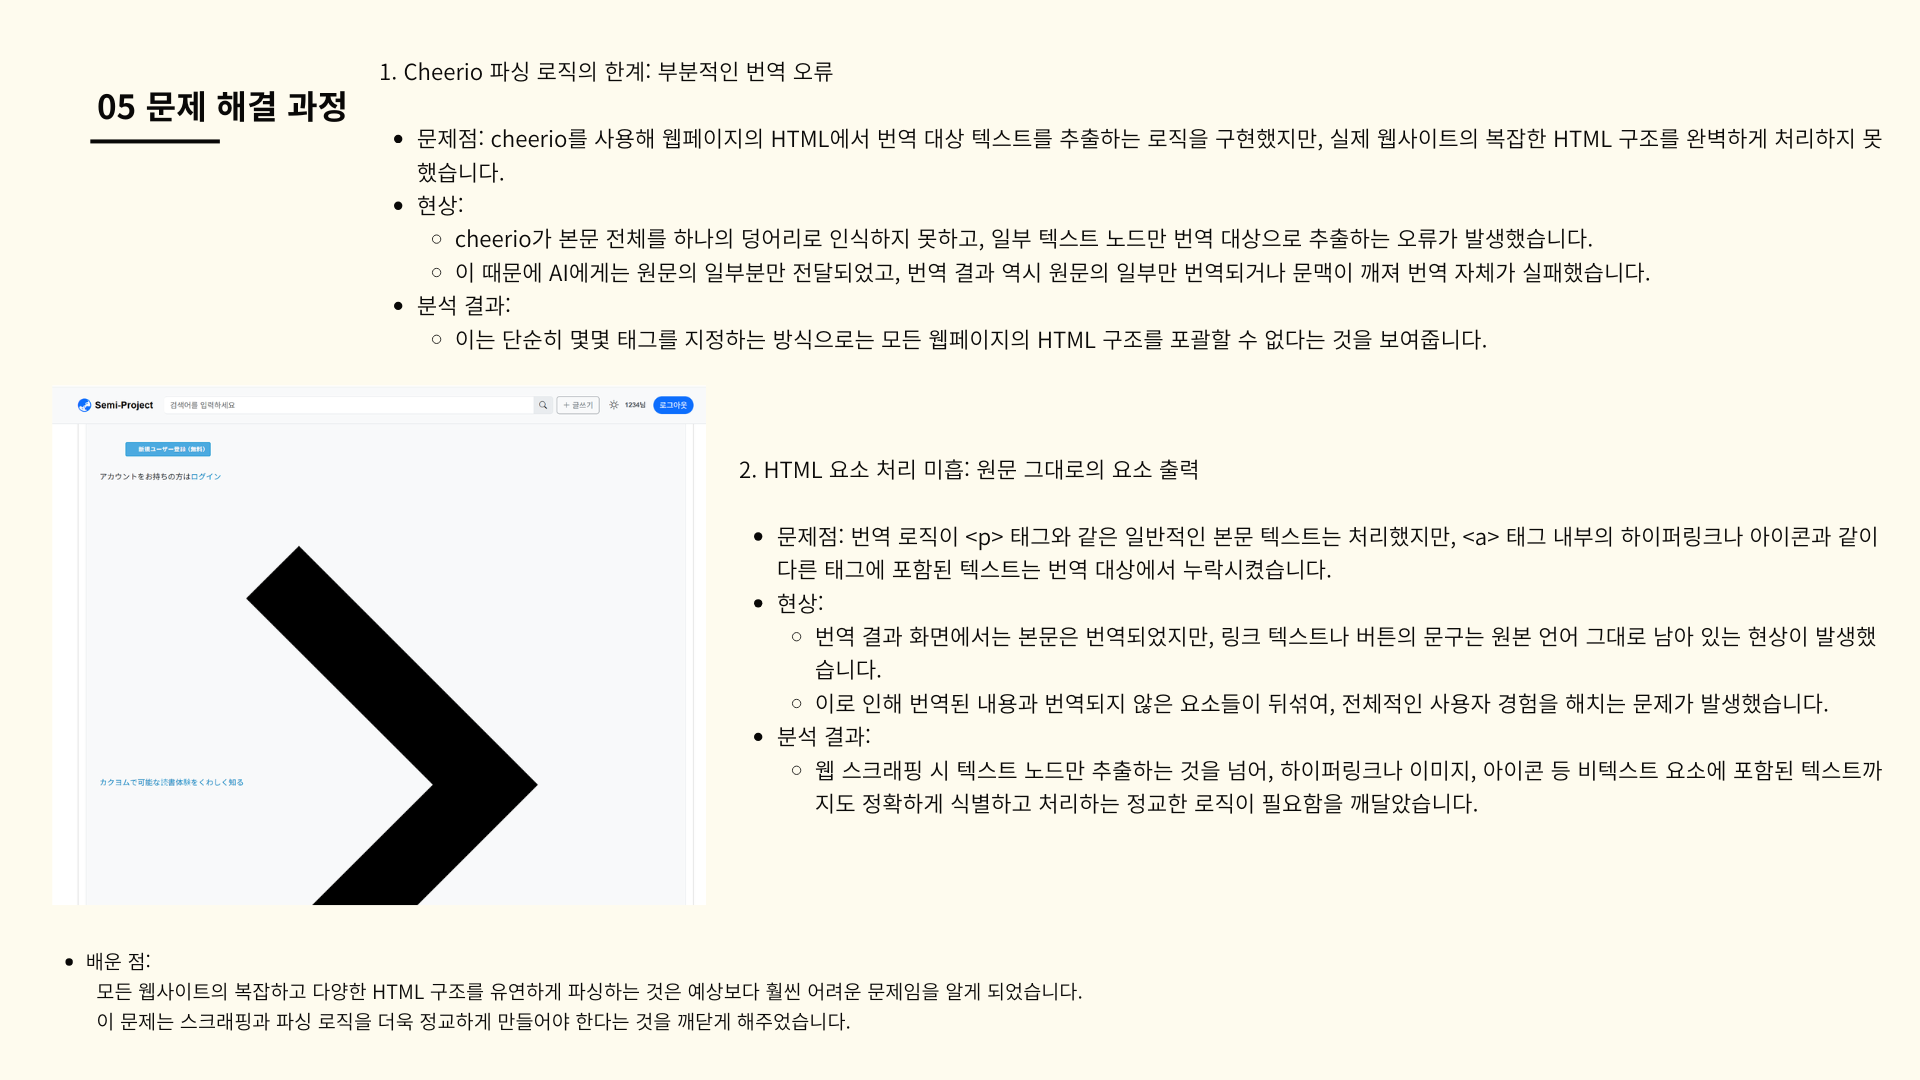 05 문제 해결 과정
1. Cheerio 파싱 로직의 한계: 부분적인 번역 오류
문제점: cheerio를 사용해 웹페이지의 HTML에서 번역 대상 텍스트를 추출하는 로직을 구현했지만, 실제 웹사이트의 복잡한 HTML 구조를 완벽하게 처리하지 못
했습니다.
현상:
cheerio가 본문 전체를 하나의 덩어리로 인식하지 못하고, 일부 텍스트 노드만 번역 대상으로 추출하는 오류가 발생했습니다.
이 때문에 AI에게는 원문의 일부분만 전달되었고, 번역 결과 역시 원문의 일부만 번역되거나 문맥이 깨져 번역 자체가 실패했습니다.
분석 결과:
이는 단순히 몇몇 태그를 지정하는 방식으로는 모든 웹페이지의 HTML 구조를 포괄할 수 없다는 것을 보여줍니다.
Semi-Project 검색어를 입력하세요 + 글쓰기 1234님 로그아웃
新規ユーザー登録（無料）
アカウントをお持ちの方はログイン
カクヨムで可能な読書体験をくわしく知る
2. HTML 요소 처리 미흡: 원문 그대로의 요소 출력
문제점: 번역 로직이 <p> 태그와 같은 일반적인 본문 텍스트는 처리했지만, <a> 태그 내부의 하이퍼링크나 아이콘과 같이
다른 태그에 포함된 텍스트는 번역 대상에서 누락시켰습니다.
현상:
번역 결과 화면에서는 본문은 번역되었지만, 링크 텍스트나 버튼의 문구는 원본 언어 그대로 남아 있는 현상이 발생했
습니다.
이로 인해 번역된 내용과 번역되지 않은 요소들이 뒤섞여, 전체적인 사용자 경험을 해치는 문제가 발생했습니다.
분석 결과:
웹 스크래핑 시 텍스트 노드만 추출하는 것을 넘어, 하이퍼링크나 이미지, 아이콘 등 비텍스트 요소에 포함된 텍스트까
지도 정확하게 식별하고 처리하는 정교한 로직이 필요함을 깨달았습니다.
배운 점:
모든 웹사이트의 복잡하고 다양한 HTML 구조를 유연하게 파싱하는 것은 예상보다 훨씬 어려운 문제임을 알게 되었습니다.
이 문제는 스크래핑과 파싱 로직을 더욱 정교하게 만들어야 한다는 것을 깨닫게 해주었습니다.